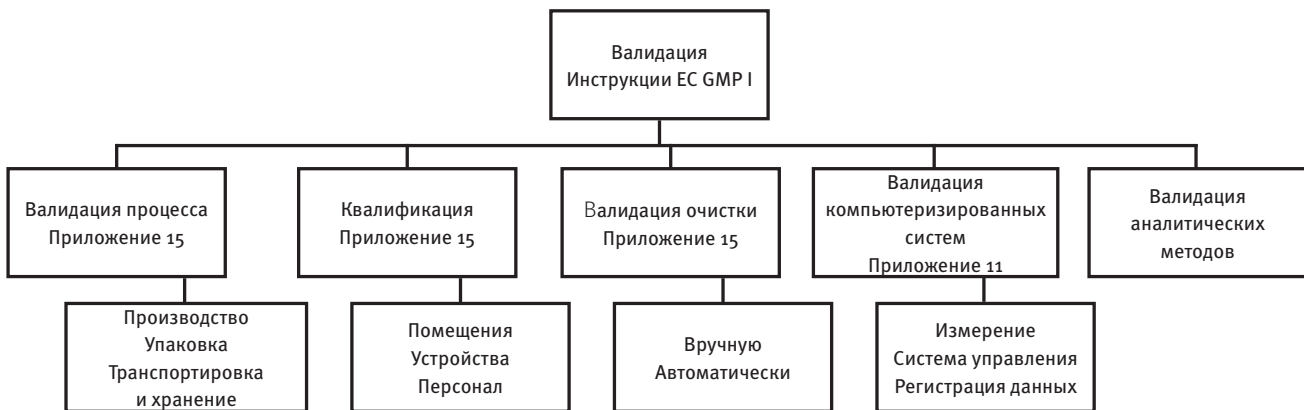 Валидация
Инструкции ЕС GMP I
Валидация процесса
Приложение 15
Квалификация
Приложение 15
Валидация очистки
Приложение 15
Валидация
компьютеризированных
систем
Приложение 11
Валидация
аналитических
методов
Производство
Упаковка
Транспортировка
и хранение
Помещения
Устройства
Персонал
Вручную
Автоматически
Измерение
Система управления
Регистрация данных